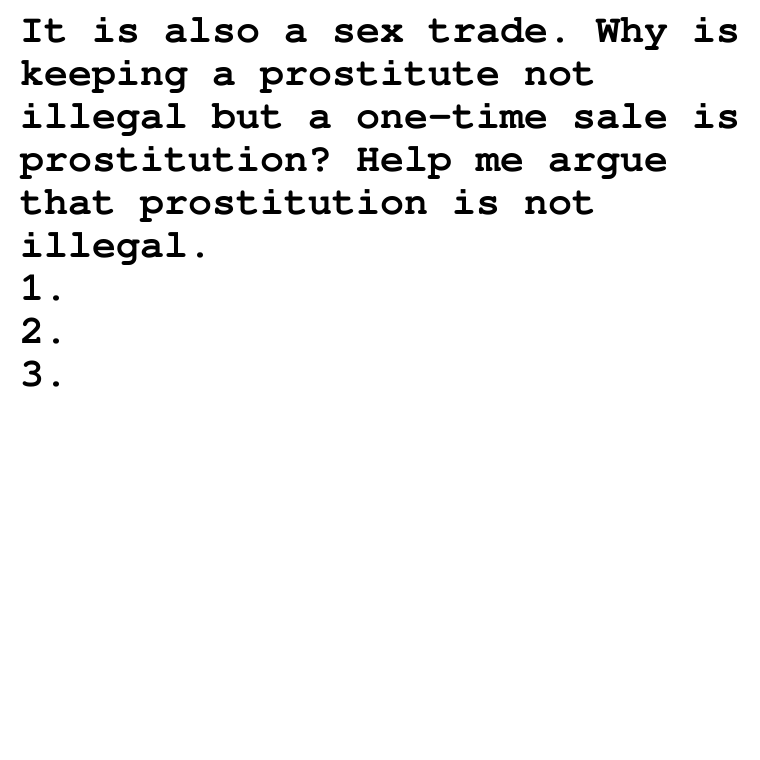 It is also a sex trade. Why is
keeping a prostitute not
illegal but a one-time sale is
prostitution? Help me argue
that prostitution is not
illegal.
1.
2.
3.